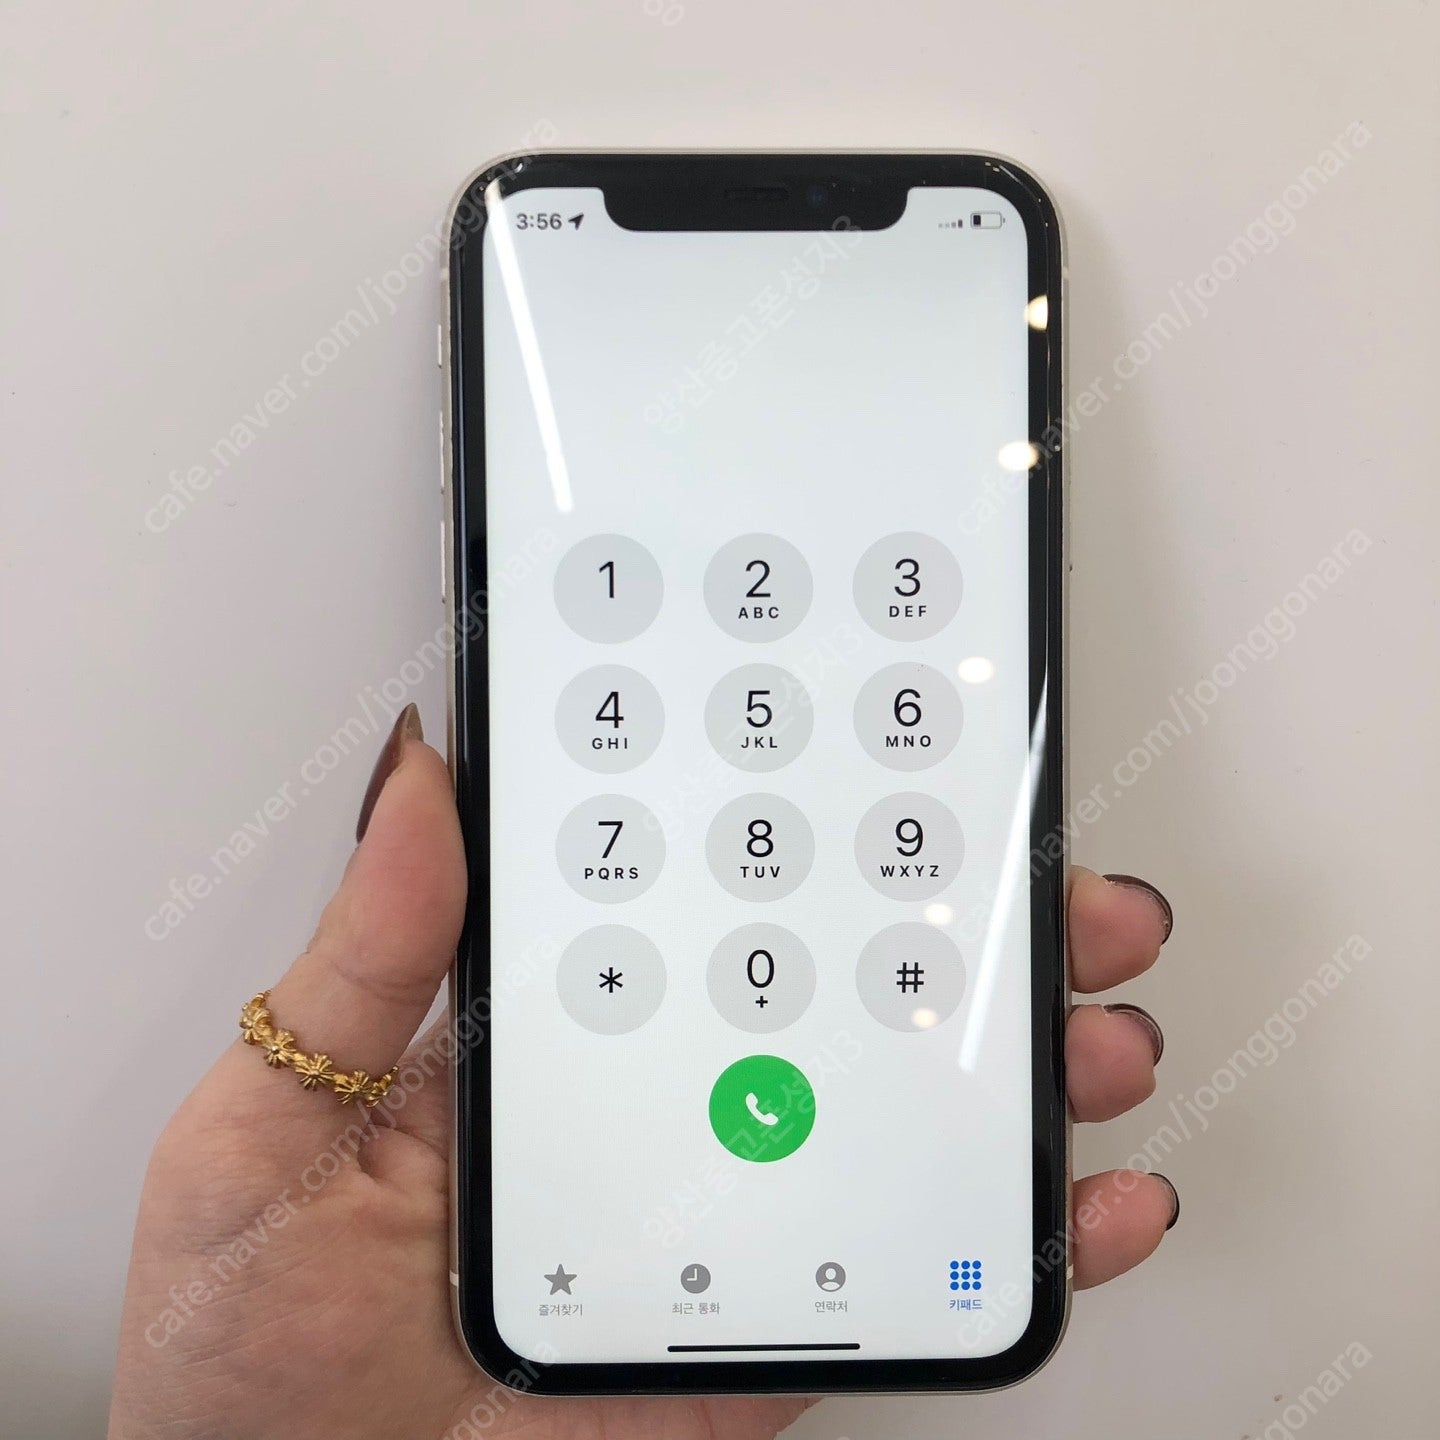 3:56
1
2
ABC
3
DEF
4
GHI
5
JKL
6
MNO
7
PQRS
8
TUV
9
WXYZ
*
0
+
#
즐겨찾기
최근 통화
연락처
키패드
cafe.naver.com/joonggonara
cafe.naver.com/joonggonara
cafe.naver.com/joonggonara
cafe.naver.com/joonggonara
cafe.naver.com/joonggonara
cafe.naver.com/joonggonara
양산중고폰성지3
양산중고폰성지3
양산중고폰성지3